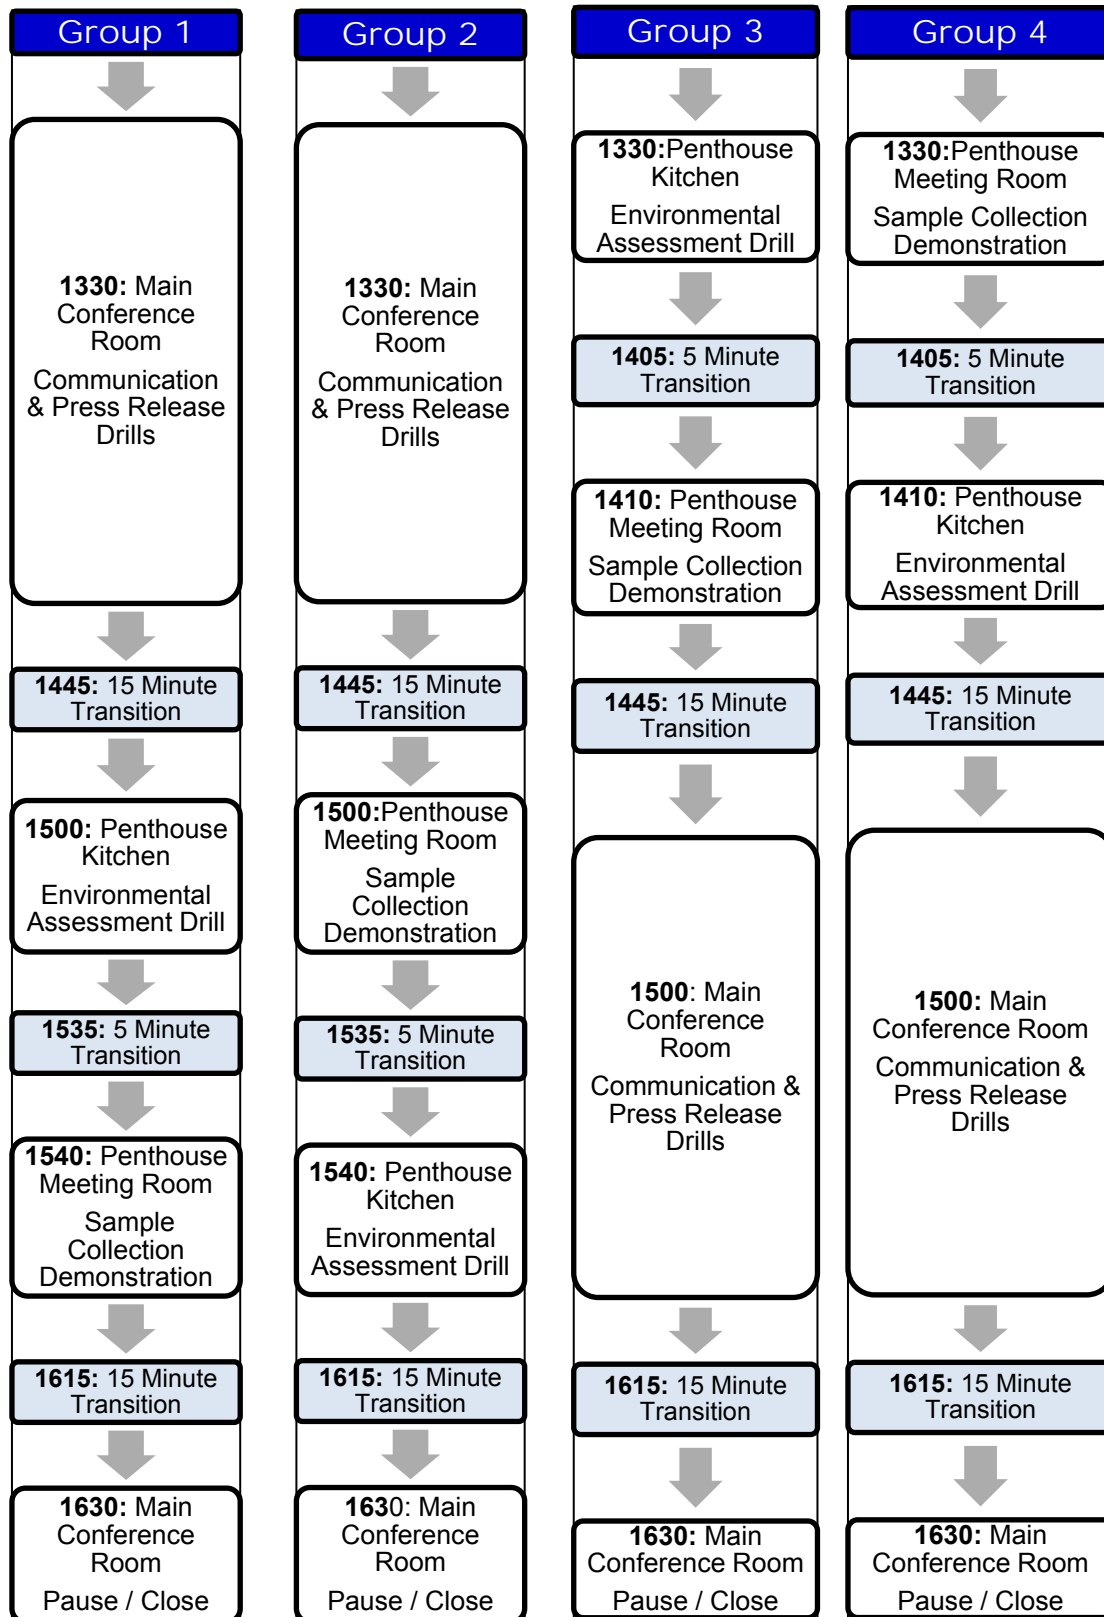 Group 1
1330: Main
Conference
Room
Communication
& Press Release
Drills
1445: 15 Minute
Transition
1500: Penthouse
Kitchen
Environmental
Assessment Drill
1535: 5 Minute
Transition
1540: Penthouse
Meeting Room
Sample
Collection
Demonstration
1615: 15 Minute
Transition
1630: Main
Conference
Room
Pause / Close
Group 2
1330: Main
Conference
Room
Communication
& Press Release
Drills
1445: 15 Minute
Transition
1500:Penthouse
Meeting Room
Sample
Collection
Demonstration
1535: 5 Minute
Transition
1540: Penthouse
Kitchen
Environmental
Assessment Drill
1615: 15 Minute
Transition
1630: Main
Conference
Room
Pause / Close
Group 3
1330:Penthouse
Kitchen
Environmental
Assessment Drill
1405: 5 Minute
Transition
1410: Penthouse
Meeting Room
Sample Collection
Demonstration
1445: 15 Minute
Transition
1500: Main
Conference
Room
Communication &
Press Release
Drills
1615: 15 Minute
Transition
1630: Main
Conference Room
Pause / Close
Group 4
1330:Penthouse
Meeting Room
Sample Collection
Demonstration
1405: 5 Minute
Transition
1410: Penthouse
Kitchen
Environmental
Assessment Drill
1445: 15 Minute
Transition
1500: Main
Conference Room
Communication &
Press Release
Drills
1615: 15 Minute
Transition
1630: Main
Conference Room
Pause / Close